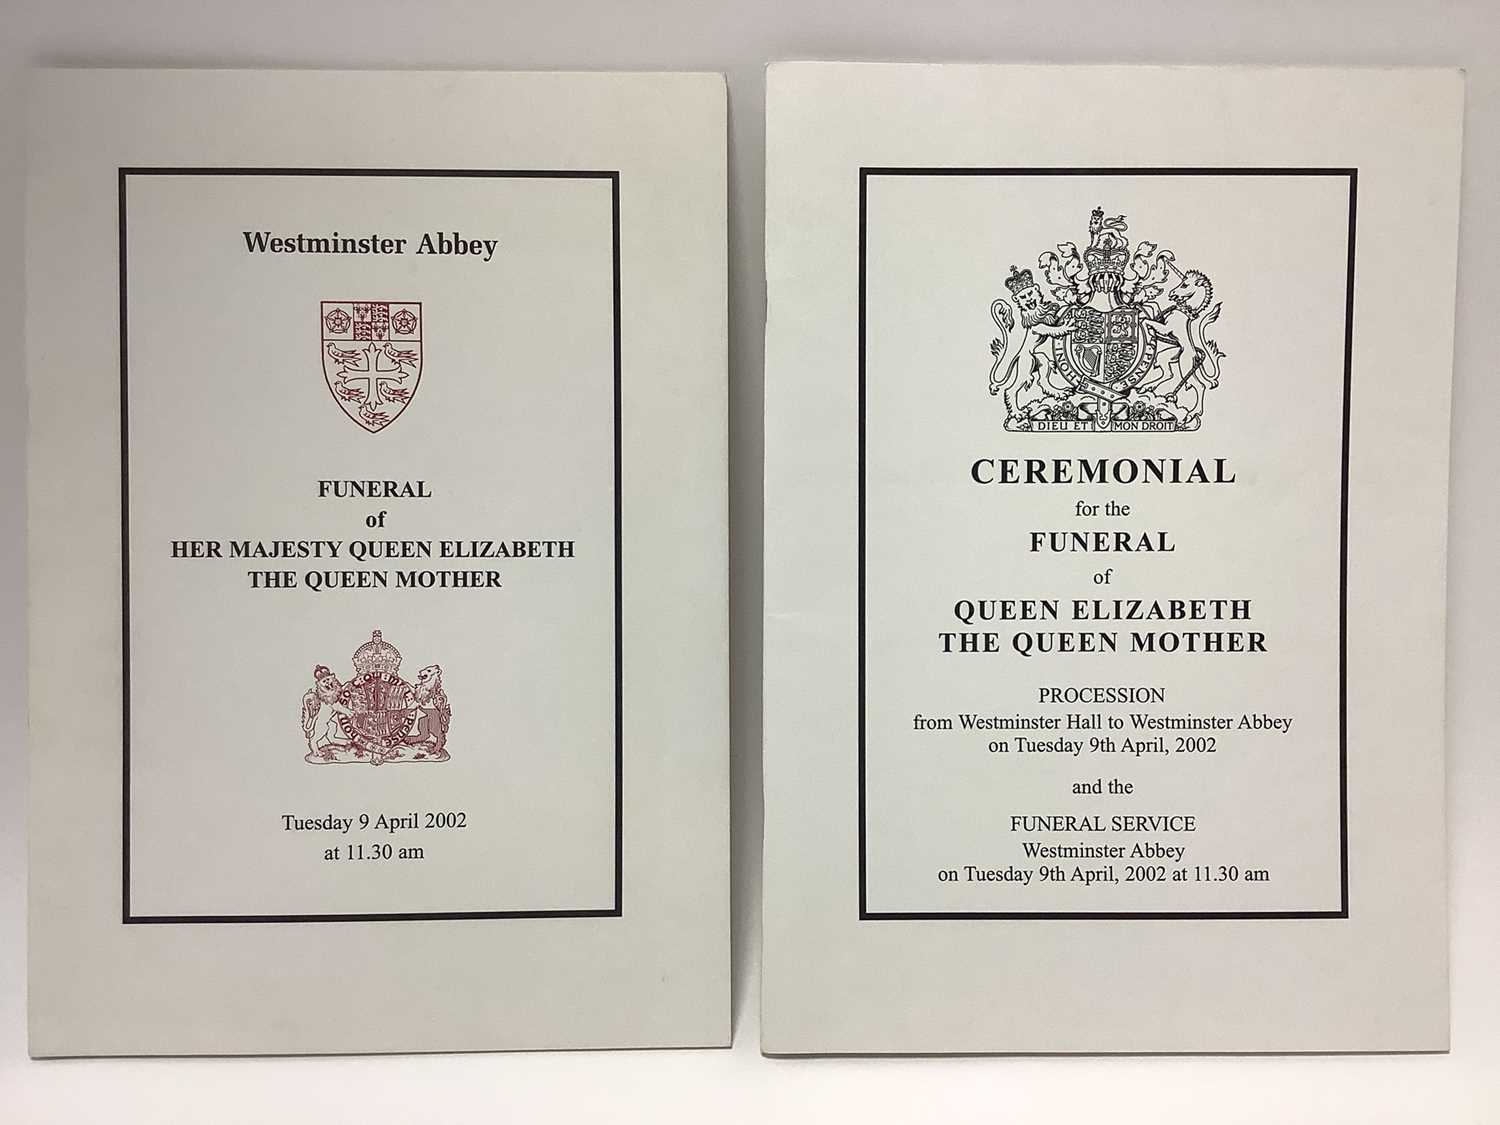 Westminster Abbey
FUNERAL
of
HER MAJESTY QUEEN ELIZABETH
THE QUEEN MOTHER
Tuesday 9 April 2002
at 11.30 am
HONI
PENSE
DIEU ET MON DROIT
CEREMONIAL
for the
FUNERAL
of
QUEEN ELIZABETH
THE QUEEN MOTHER
PROCESSION
from Westminster Hall to Westminster Abbey
on Tuesday 9th April, 2002
and the
FUNERAL SERVICE
Westminster Abbey
on Tuesday 9th April, 2002 at 11.30 am